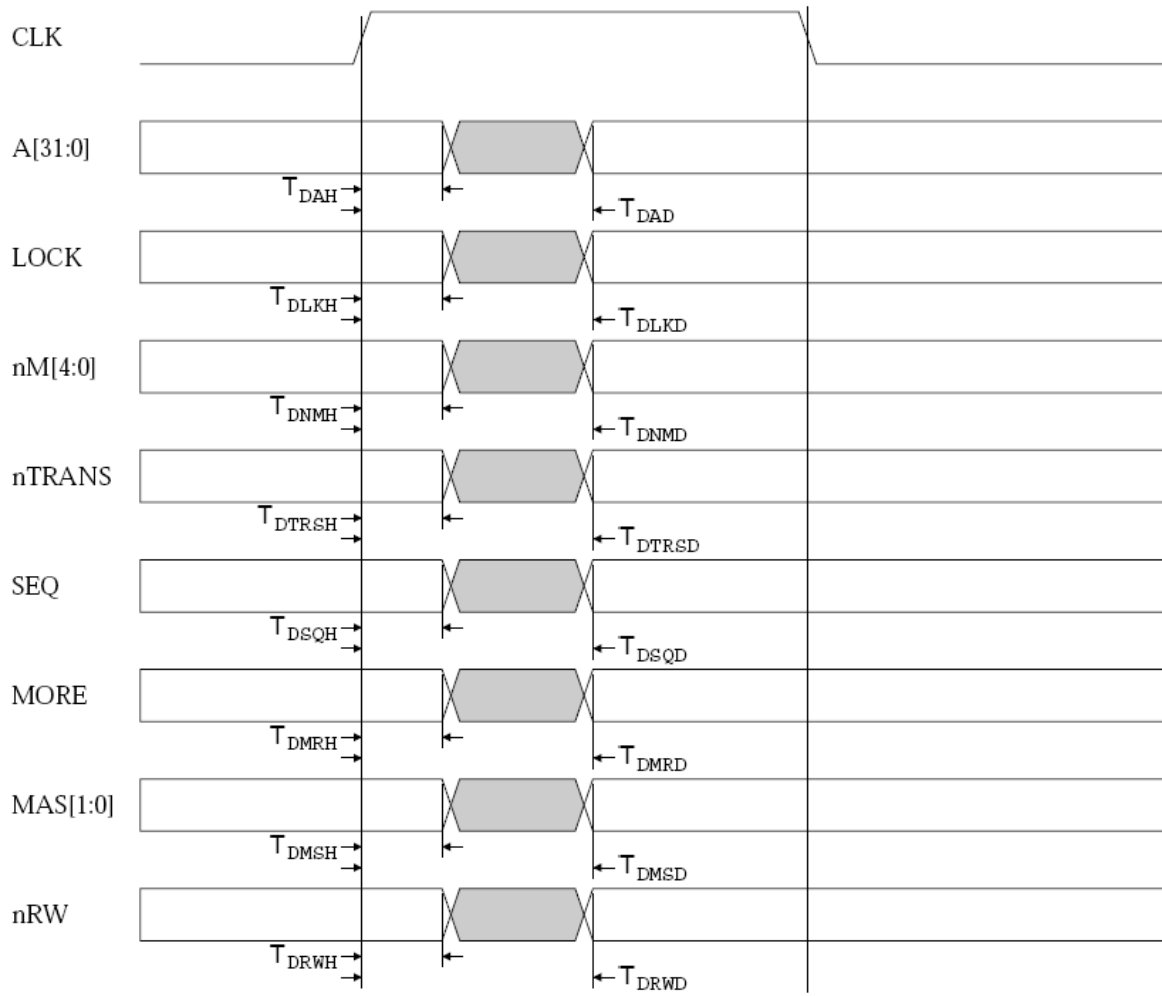 CLK
A[31:0]
TDAH
TDAD
LOCK
TDLKH
TDLKD
nM[4:0]
TDNMH
TDNMD
nTRANS
TDTRSH
TDTRSD
SEQ
TDSQH
TDSQD
MORE
TDMRH
TDMRD
MAS[1:0]
TDMSH
TDMSD
nRW
TDRWH
TDRWD